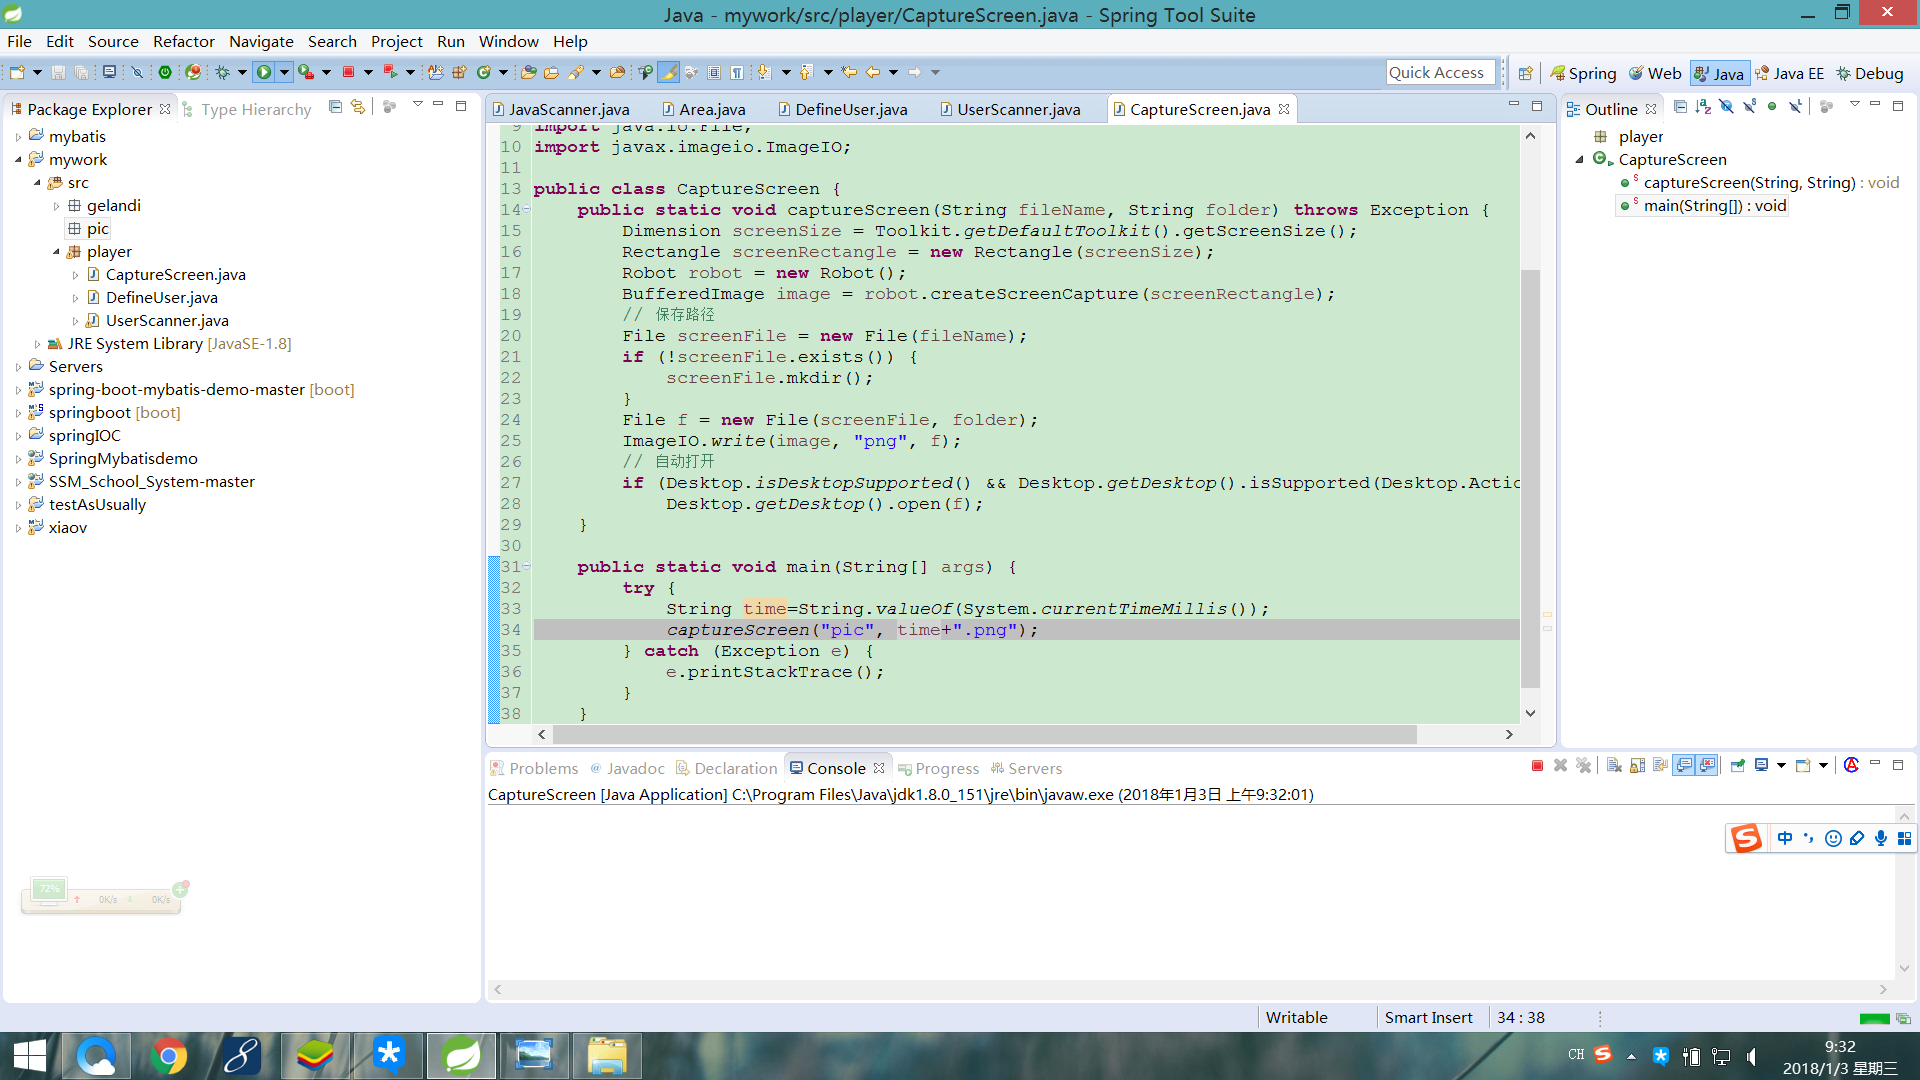 Java - mywork/src/player/CaptureScreen.java - Spring Tool Suite
File Edit Source Refactor Navigate Search Project Run Window Help
Quick Access
Spring Web Java Java EE Debug
Package Explorer
Type Hierarchy
mybatis
mywork
src
gelandi
pic
player
CaptureScreen.java
DefineUser.java
UserScanner.java
JRE System Library [JavaSE-1.8]
Servers
spring-boot-mybatis-demo-master [boot]
springboot [boot]
springIOC
SpringMybatisdemo
SSM_School_System-master
testAsUsually
xiaov
72%
0K/s 0K/s
JavaScanner.java Area.java DefineUser.java UserScanner.java CaptureScreen.java
9 import java.io.File;
10 import javax.imageio.ImageIO;
11
13 public class CaptureScreen {
14 public static void captureScreen(String fileName, String folder) throws Exception {
15 Dimension screenSize = Toolkit.getDefaultToolkit().getScreenSize();
16 Rectangle screenRectangle = new Rectangle(screenSize);
17 Robot robot = new Robot();
18 BufferedImage image = robot.createScreenCapture(screenRectangle);
19 // 保存路径
20 File screenFile = new File(fileName);
21 if (!screenFile.exists()) {
22 screenFile.mkdir();
23 }
24 File f = new File(screenFile, folder);
25 ImageIO.write(image, "png", f);
26 // 自动打开
27 if (Desktop.isDesktopSupported() && Desktop.getDesktop().isSupported(Desktop.Actio
28 Desktop.getDesktop().open(f);
29 }
30
31 public static void main(String[] args) {
32 try {
33 String time=String.valueOf(System.currentTimeMillis());
34 captureScreen("pic", time+".png");
35 } catch (Exception e) {
36 e.printStackTrace();
37 }
38 }
Outline
player
CaptureScreen
captureScreen(String, String) : void
main(String[]) : void
Problems Javadoc Declaration Console Progress Servers
CaptureScreen [Java Application] C:\Program Files\Java\jdk1.8.0_151\jre\bin\javaw.exe (2018年1月3日 上午9:32:01)
中
Writable Smart Insert 34 : 38
CH
9:32
2018/1/3 星期三